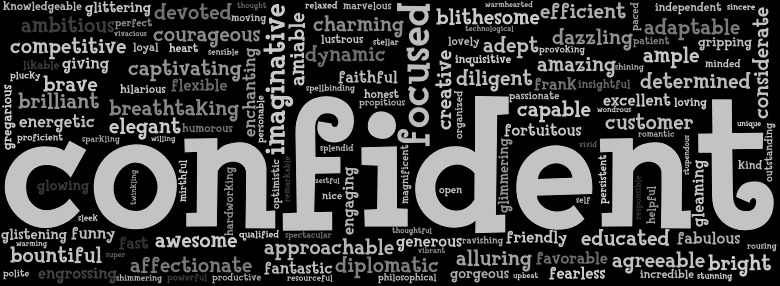 Knowledgeable glittering devoted thought moving relaxed marvelous warmhearted efficient paced independent sincere
ambitious perfect vivacious courageous imaginative amiable charming focused blithesome technological adaptable considerate
competitive loyal heart sensible lustrous stellar lovely adept provoking dazzling patient gripping
likable giving captivating enchanting dynamic inquisitive amazing shining ample minded
plucky brave hilarious flexible faithful creative diligent frank insightful determined
gregarious brilliant breathtaking personable spellbinding honest propitious organized passionate capable wondrous excellent loving
energetic elegant humorous fortuitous customer unique outstanding
proficient sparkling willing splendid vivid romantic stupendous
confident
glowing twinkling mirthful hardworking optimistic remarkable zestful nice engaging magnificent open glimmering self persistent responsible helpful gleaming Kind
sleek
glistening funny fast awesome qualified spectacular thoughtful generous ravishing friendly educated fabulous
warming bountiful ruper approachable vibrant alluring favorable agreeable bright rousing
polite engrossing shimmering affectionate powerful productive fantastic resourceful diplomatic philosophical gorgeous upbeat fearless incredible stunning